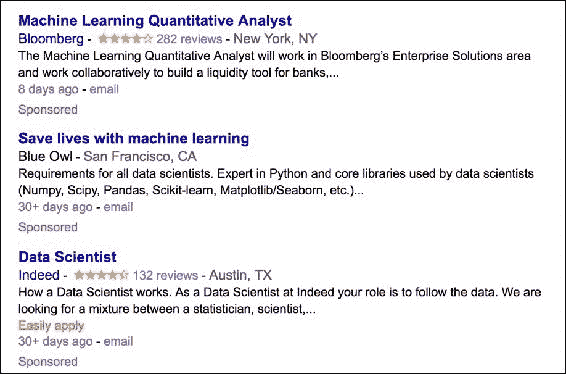 Machine Learning Quantitative Analyst
Bloomberg - 282 reviews - New York, NY
The Machine Learning Quantitative Analyst will work in Bloomberg's Enterprise Solutions area
and work collaboratively to build a liquidity tool for banks,...
8 days ago - email
Sponsored
Save lives with machine learning
Blue Owl - San Francisco, CA
Requirements for all data scientists. Expert in Python and core libraries used by data scientists
(Numpy, Scipy, Pandas, Scikit-learn, Matplotlib/Seaborn, etc.)...
30+ days ago - email
Sponsored
Data Scientist
Indeed - 132 reviews - Austin, TX
How a Data Scientist works. As a Data Scientist at Indeed your role is to follow the data. We are
looking for a mixture between a statistician, scientist,...
Easily apply
30+ days ago - email
Sponsored